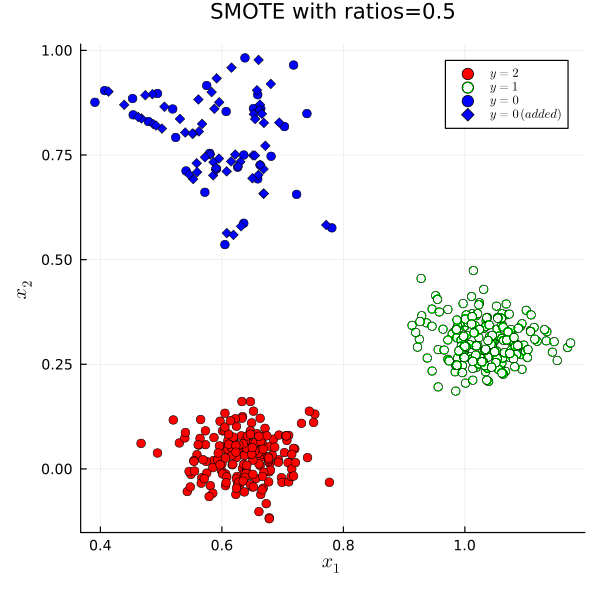 SMOTE with ratios=0.5
1.00
0.75
0.50
0.25
0.00
x₂
y = 2
y = 1
y = 0
y = 0 (added)
0.4 0.6 0.8 1.0
x₁